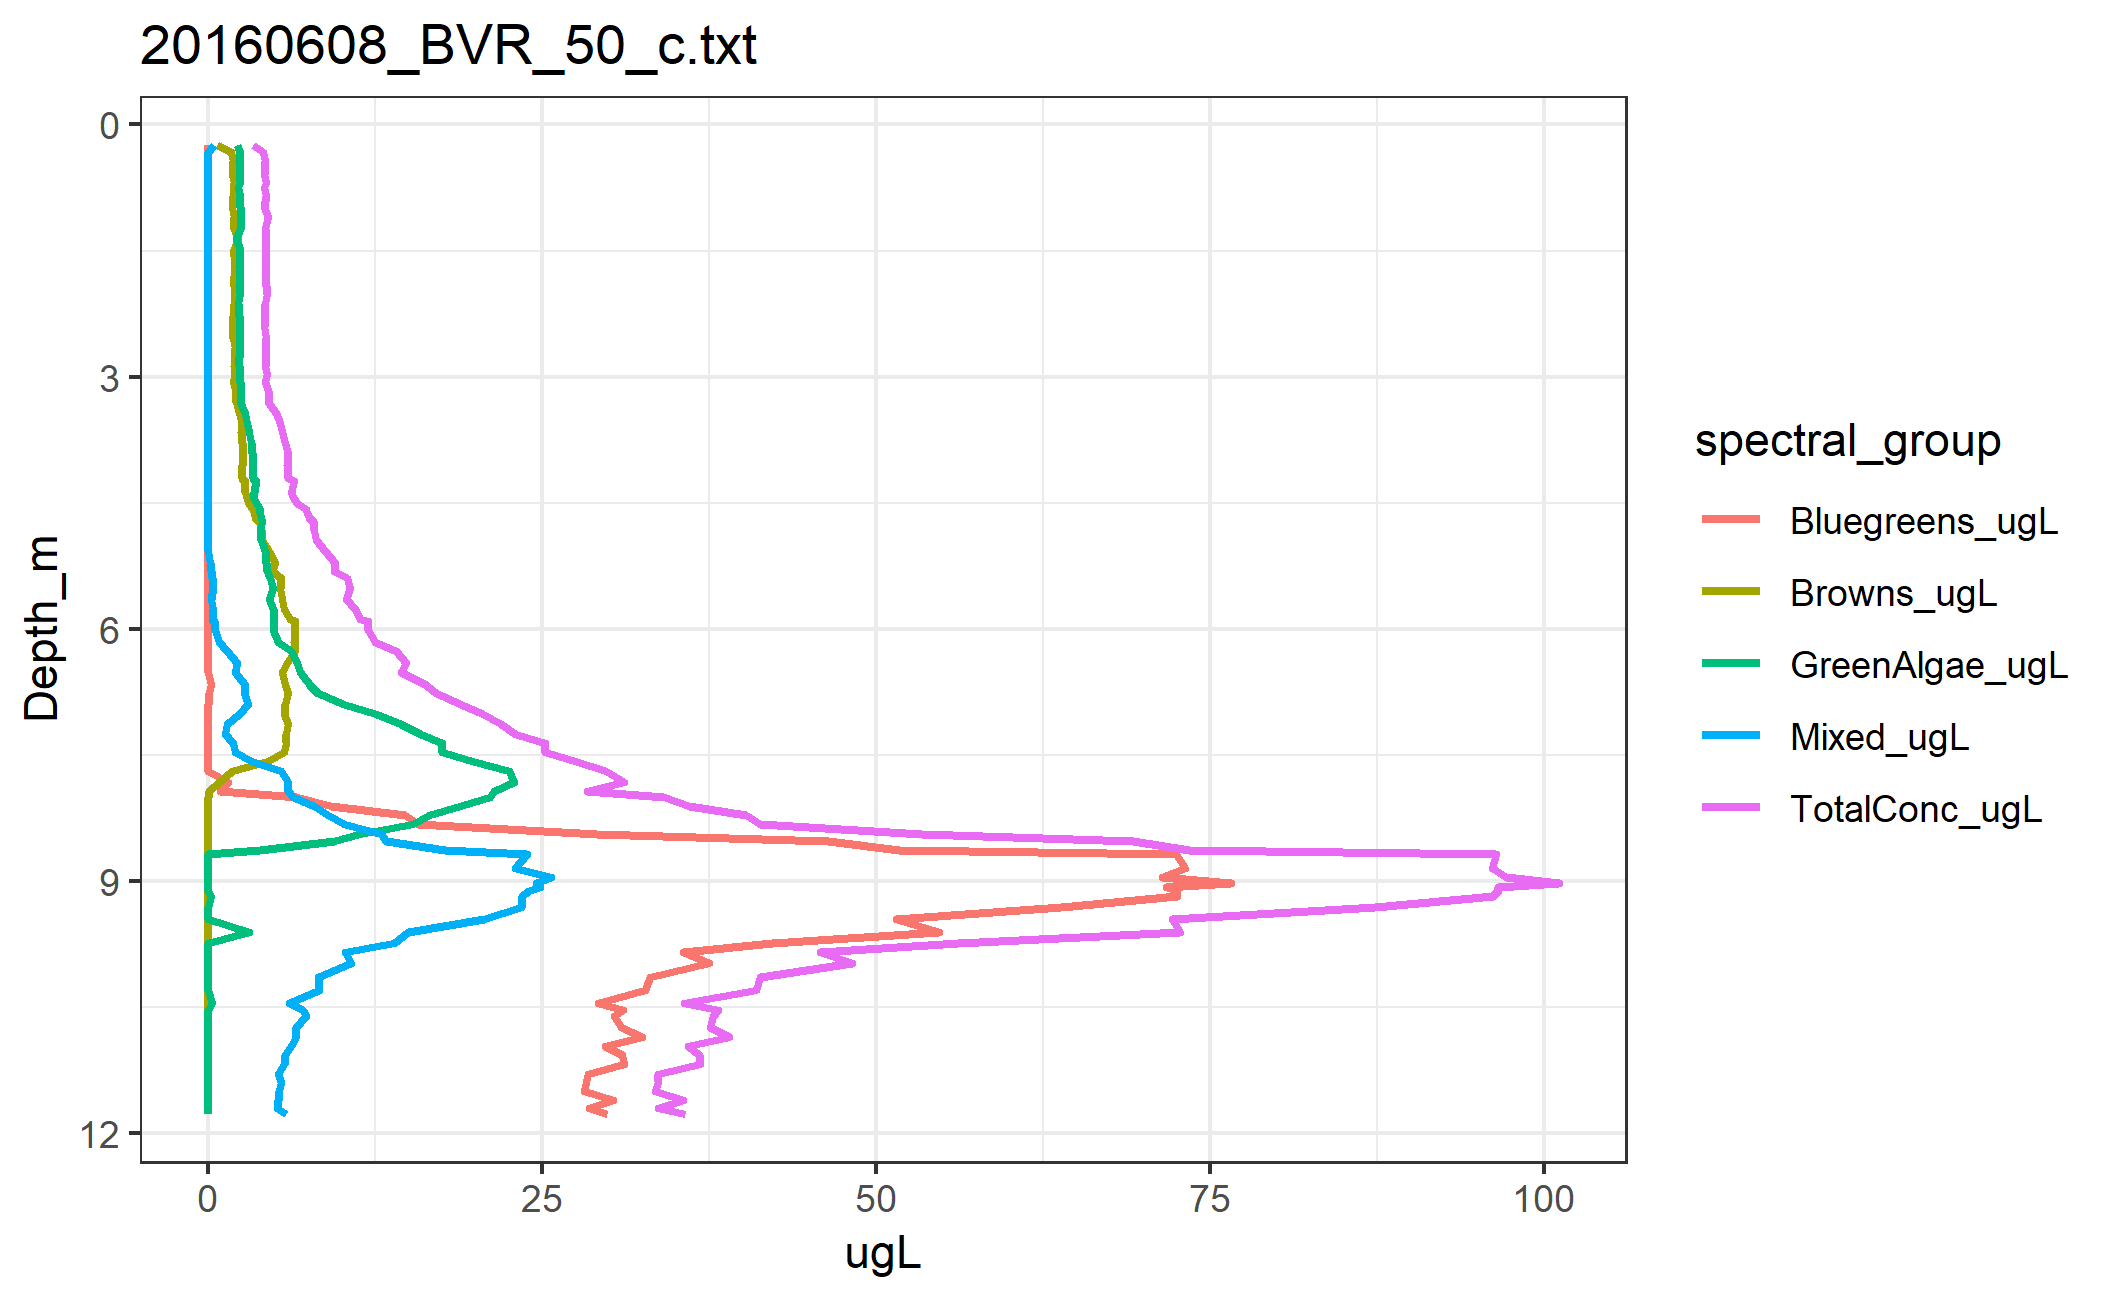 20160608_BVR_50_c.txt
0
3
6
9
12
Depth_m
0 25 50 75 100
ugL
spectral_group
Bluegreens_ugL
Browns_ugL
GreenAlgae_ugL
Mixed_ugL
TotalConc_ugL